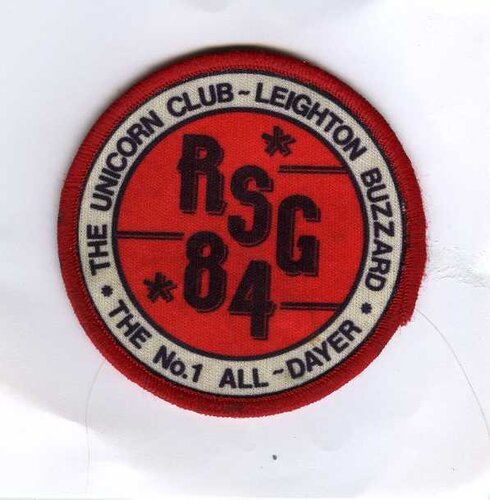 THE UNICORN CLUB ~ LEIGHTON BUZZARD
RSG
84
THE No.1 ALL ~ DAYER